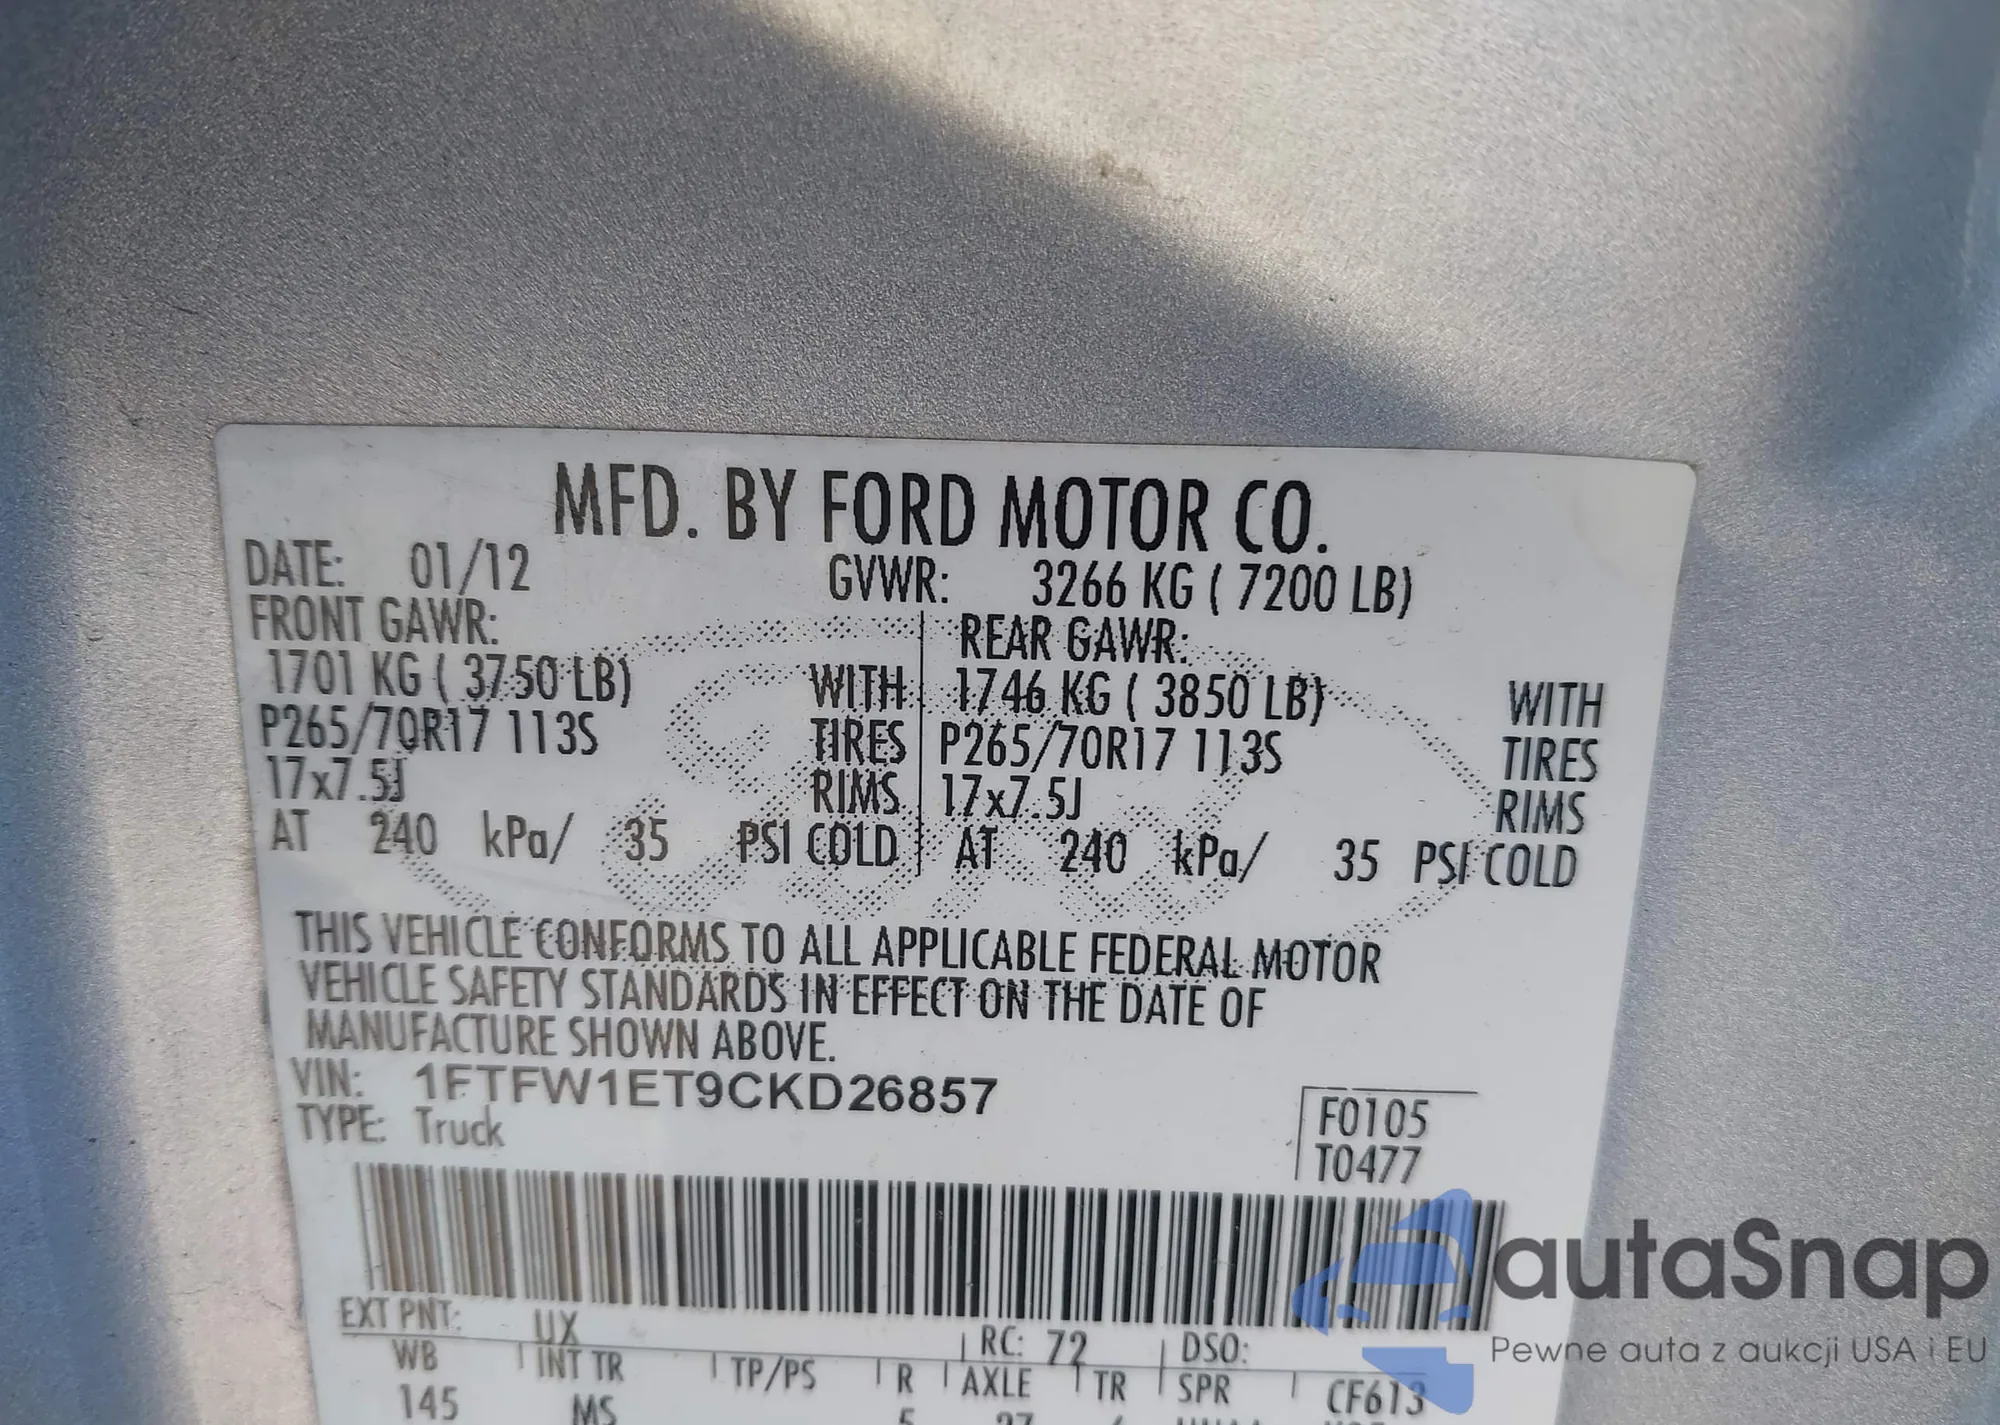 MFD. BY FORD MOTOR CO.
DATE: 01/12 GVWR: 3266 KG ( 7200 LB)
FRONT GAWR: REAR GAWR:
1701 KG ( 3750 LB) WITH 1746 KG ( 3850 LB) WITH
P265/70R17 113S TIRES P265/70R17 113S TIRES
17x7.5J RIMS 17x7.5J RIMS
AT 240 kPa/ 35 PSI COLD AT 240 kPa/ 35 PSI COLD
THIS VEHICLE CONFORMS TO ALL APPLICABLE FEDERAL MOTOR
VEHICLE SAFETY STANDARDS IN EFFECT ON THE DATE OF
MANUFACTURE SHOWN ABOVE.
VIN: 1FTFW1ET9CKD26857
TYPE: Truck
F0105
T0477
EXT PNT: UX RC: 72 DSO:
WB INT TR TP/PS R AXLE TR SPR CF613
145 MS 5
autaSnap
Pewne auta z aukcji USA i EU